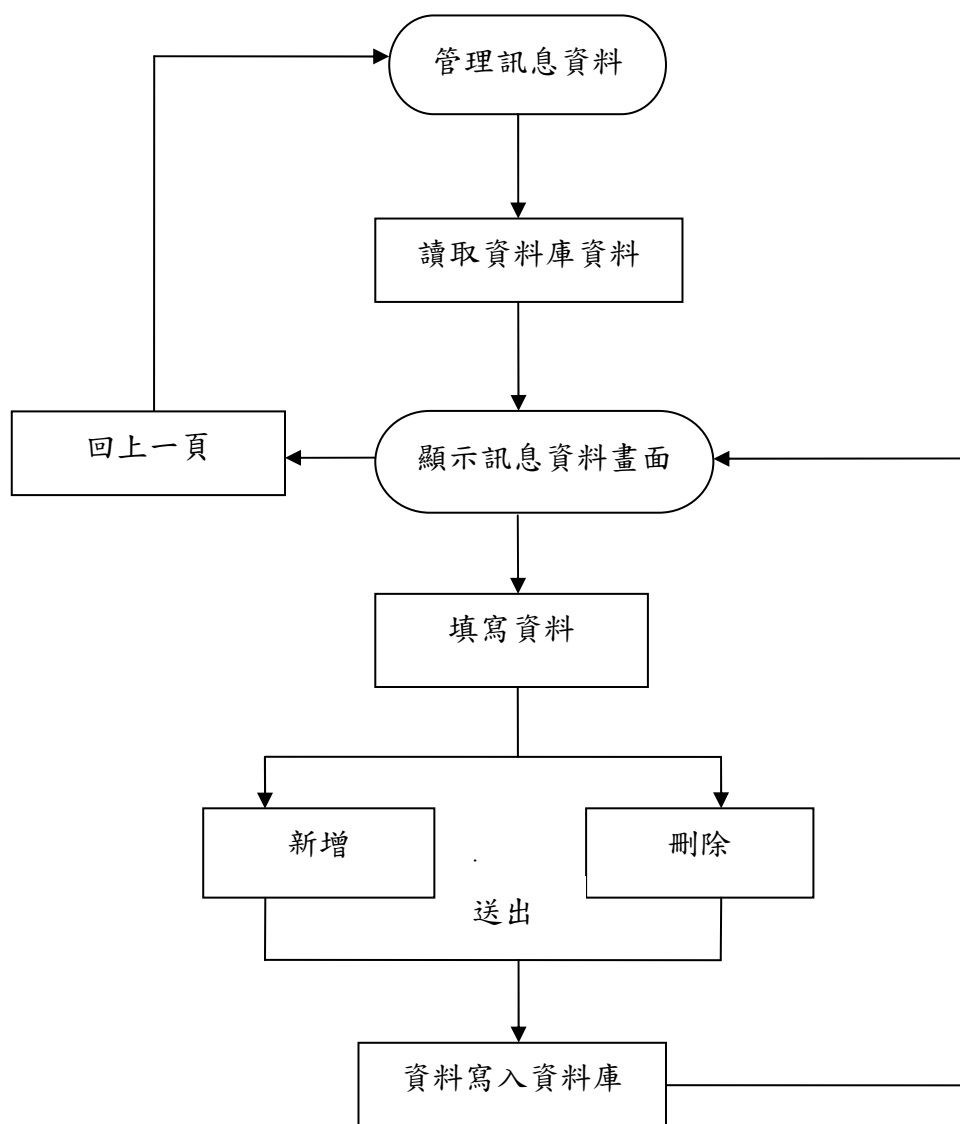 管理訊息資料
讀取資料庫資料
回上一頁
顯示訊息資料畫面
填寫資料
新增
刪除
送出
資料寫入資料庫